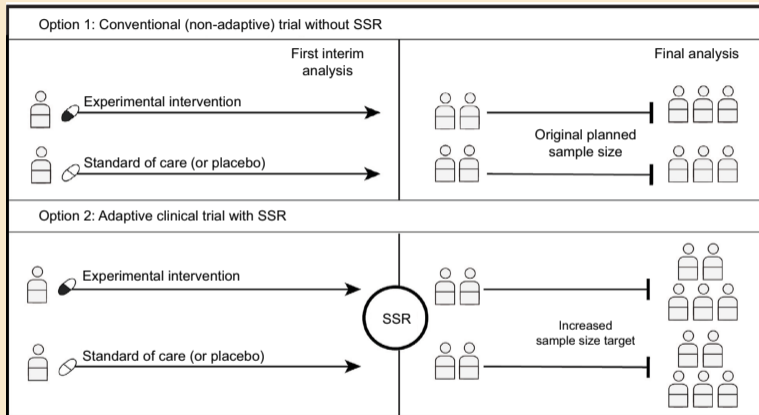 Option 1: Conventional (non-adaptive) trial without SSR
First interim
analysis
Final analysis
Experimental intervention
Original planned
sample size
Standard of care (or placebo)
Option 2: Adaptive clinical trial with SSR
Experimental intervention
SSR
Increased
sample size target
Standard of care (or placebo)